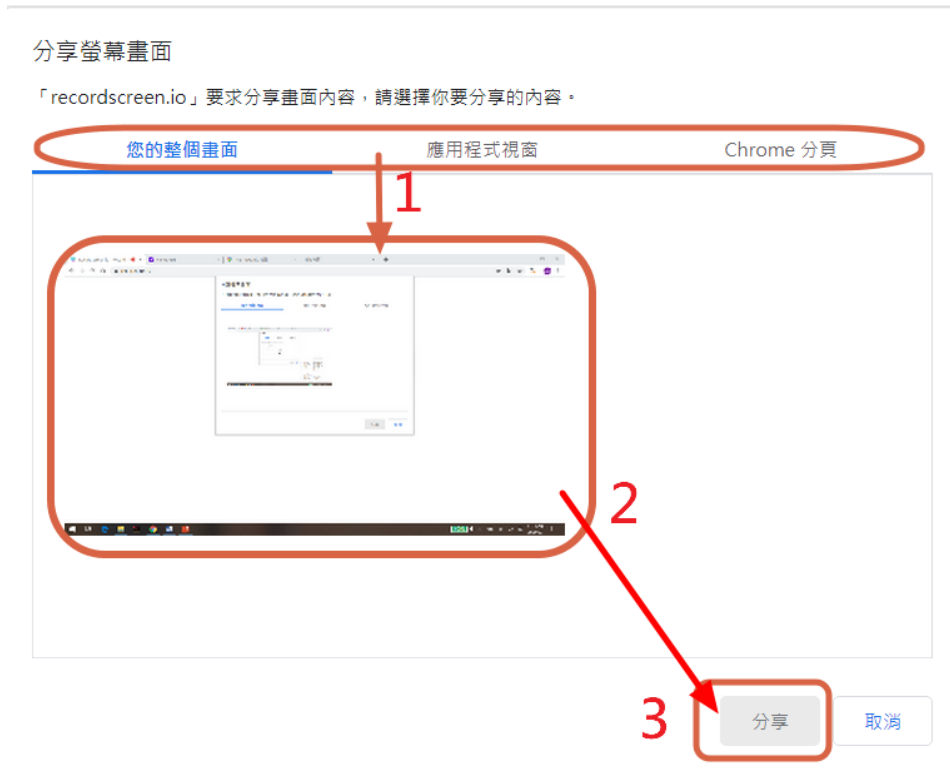 分享螢幕畫面
「recordscreen.io」要求分享畫面內容，請選擇你要分享的內容。
您的整個畫面 應用程式視窗 Chrome 分頁
1
2
3
分享 取消